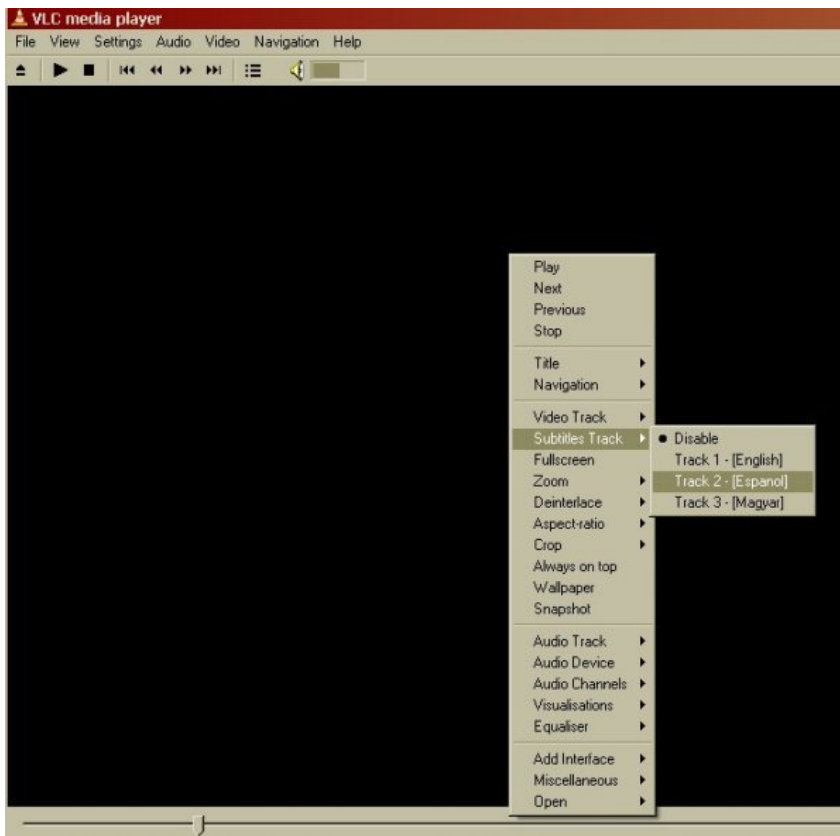 VLC media player
File View Settings Audio Video Navigation Help
Play
Next
Previous
Stop
Title
Navigation
Video Track
Subtitles Track
Disable
Track 1 - [English]
Track 2 - [Espanol]
Track 3 - [Magyar]
Fullscreen
Zoom
Deinterlace
Aspect-ratio
Crop
Always on top
Wallpaper
Snapshot
Audio Track
Audio Device
Audio Channels
Visualisations
Equaliser
Add Interface
Miscellaneous
Open